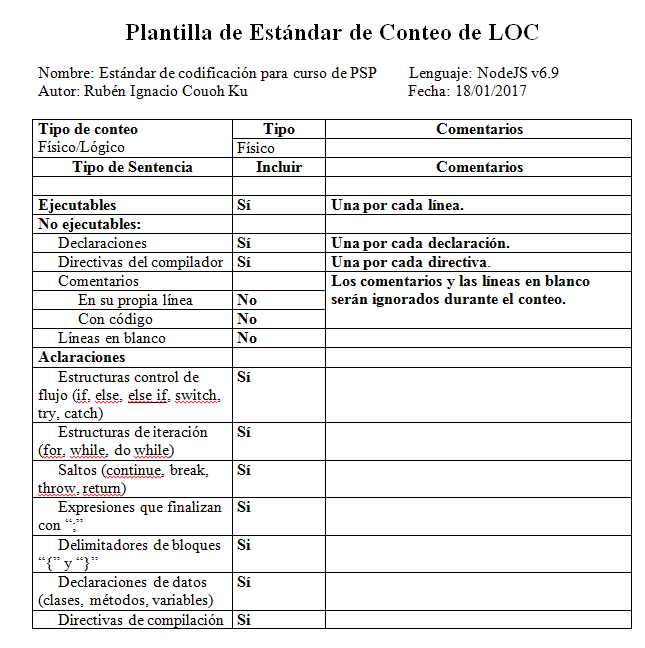 Plantilla de Estándar de Conteo de LOC
Nombre: Estándar de codificación para curso de PSP Lenguaje: NodeJS v6.9
Autor: Rubén Ignacio Couoh Ku Fecha: 18/01/2017
Tipo de conteo Tipo Comentarios
Físico/Lógico Físico
Tipo de Sentencia Incluir Comentarios
Ejecutables Sí Una por cada línea.
No ejecutables:
Declaraciones Sí Una por cada declaración.
Directivas del compilador Sí Una por cada directiva.
Comentarios Los comentarios y las líneas en blanco
En su propia línea No serán ignorados durante el conteo.
Con código No
Líneas en blanco No
Aclaraciones
Estructuras control de Sí
flujo (if, else, else if, switch,
try, catch)
Estructuras de iteración Sí
(for, while, do while)
Saltos (continue, break, Sí
throw, return)
Expresiones que finalizan Si
con “;”
Delimitadores de bloques Si
“{” y “}”
Declaraciones de datos Sí
(clases, métodos, variables)
Directivas de compilación Si